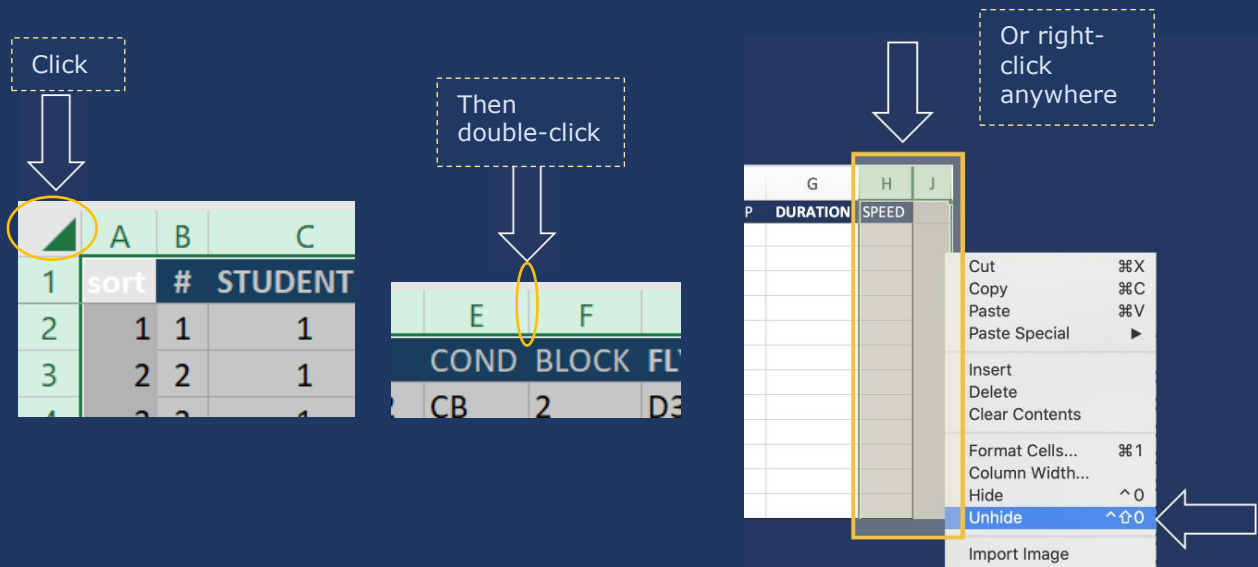 Click
Then
double-click
Or right-
click
anywhere
A B C
1 sort # STUDENT
2 1 1 1
3 2 2 1
E F
COND BLOCK FL
CB 2 D3
G H J
P DURATION SPEED
Cut ⌘X
Copy ⌘C
Paste ⌘V
Paste Special ▶
Insert
Delete
Clear Contents
Format Cells... ⌘1
Column Width...
Hide ^0
Unhide ^⇧0
Import Image